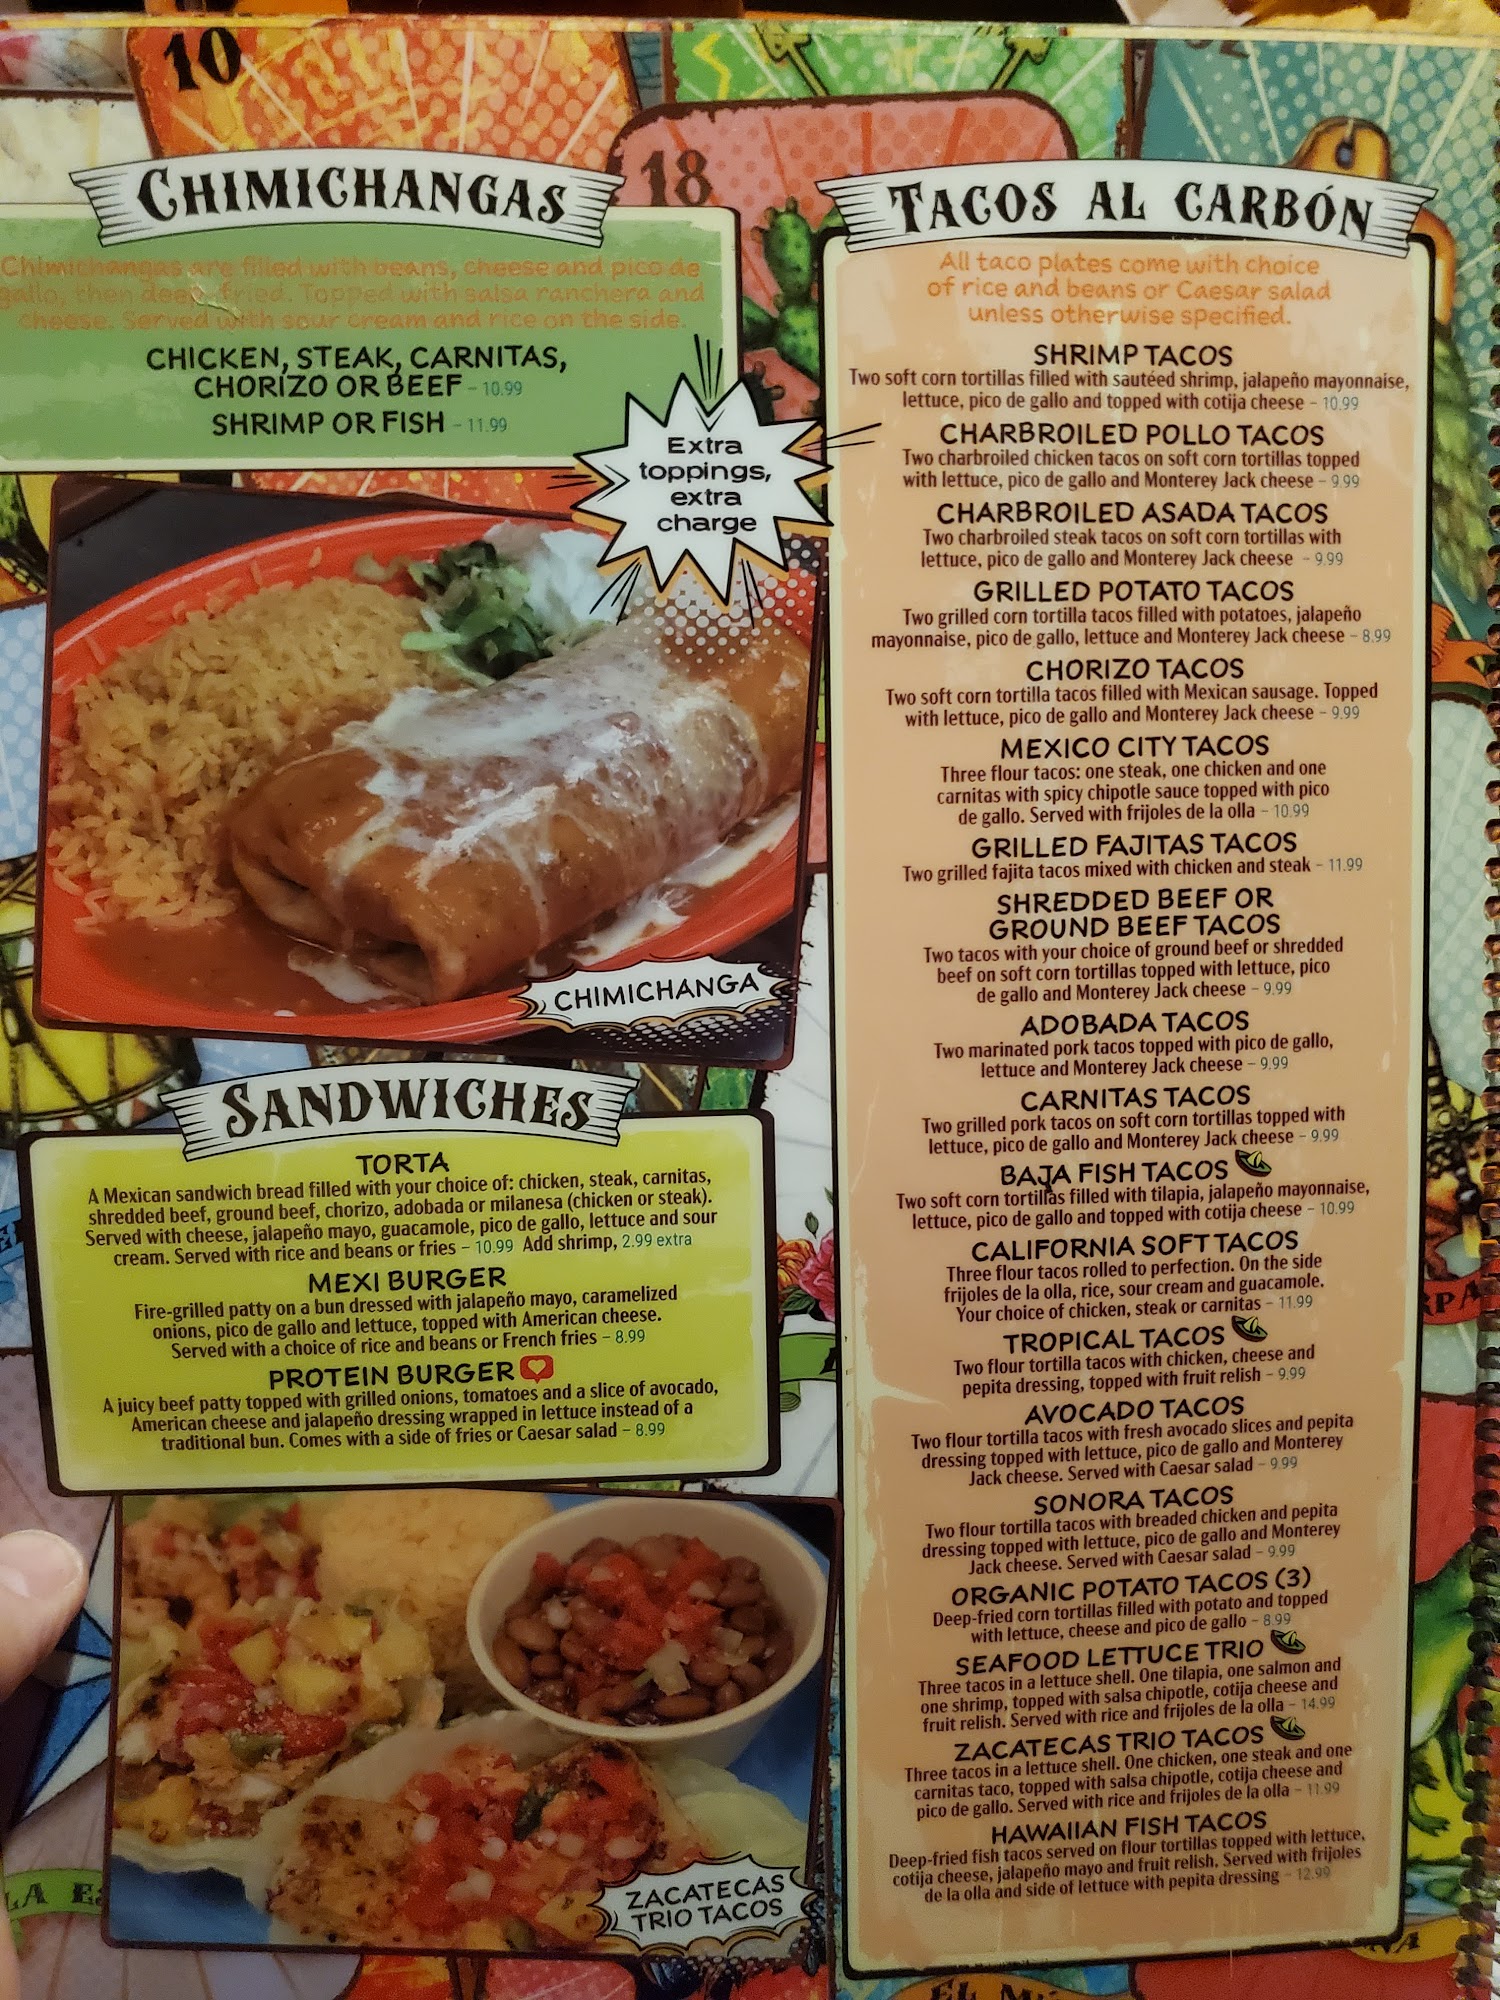 10
18
CHIMICHANGAS
Chimichangas are filled with beans, cheese and pico de
gallo, then deep-fried. Topped with salsa ranchera and
cheese. Served with sour cream and rice on the side.
CHICKEN, STEAK, CARNITAS,
CHORIZO OR BEEF - 10.99
SHRIMP OR FISH - 11.99
Extra
toppings,
extra
charge
CHIMICHANGA
SANDWICHES
TORTA
A Mexican sandwich bread filled with your choice of: chicken, steak, carnitas,
shredded beef, ground beef, chorizo, adobada or milanesa (chicken or steak).
Served with cheese, jalapeño mayo, guacamole, pico de gallo, lettuce and sour
cream. Served with rice and beans or fries - 10.99 Add shrimp, 2.99 extra
MEXI BURGER
Fire-grilled patty on a bun dressed with jalapeño mayo, caramelized
onions, pico de gallo and lettuce, topped with American cheese.
Served with a choice of rice and beans or French fries - 8.99
PROTEIN BURGER
A juicy beef patty topped with grilled onions, tomatoes and a slice of avocado,
American cheese and jalapeño dressing wrapped in lettuce instead of a
traditional bun. Comes with a side of fries or Caesar salad - 8.99
ZACATECAS
TRIO TACOS
TACOS AL CARBÓN
All taco plates come with choice
of rice and beans or Caesar salad
unless otherwise specified.
SHRIMP TACOS
Two soft corn tortillas filled with sautéed shrimp, jalapeño mayonnaise,
lettuce, pico de gallo and topped with cotija cheese - 10.99
CHARBROILED POLLO TACOS
Two charbroiled chicken tacos on soft corn tortillas topped
with lettuce, pico de gallo and Monterey Jack cheese - 9.99
CHARBROILED ASADA TACOS
Two charbroiled steak tacos on soft corn tortillas with
lettuce, pico de gallo and Monterey Jack cheese - 9.99
GRILLED POTATO TACOS
Two grilled corn tortilla tacos filled with potatoes, jalapeño
mayonnaise, pico de gallo, lettuce and Monterey Jack cheese - 8.99
CHORIZO TACOS
Two soft corn tortilla tacos filled with Mexican sausage. Topped
with lettuce, pico de gallo and Monterey Jack cheese - 9.99
MEXICO CITY TACOS
Three flour tacos: one steak, one chicken and one
carnitas with spicy chipotle sauce topped with pico
de gallo. Served with frijoles de la olla - 10.99
GRILLED FAJITAS TACOS
Two grilled fajita tacos mixed with chicken and steak - 11.99
SHREDDED BEEF OR
GROUND BEEF TACOS
Two tacos with your choice of ground beef or shredded
beef on soft corn tortillas topped with lettuce, pico
de gallo and Monterey Jack cheese - 9.99
ADOBADA TACOS
Two marinated pork tacos topped with pico de gallo,
lettuce and Monterey Jack cheese - 9.99
CARNITAS TACOS
Two grilled pork tacos on soft corn tortillas topped with
lettuce, pico de gallo and Monterey Jack cheese - 9.99
BAJA FISH TACOS
Two soft corn tortillas filled with tilapia, jalapeño mayonnaise,
lettuce, pico de gallo and topped with cotija cheese - 10.99
CALIFORNIA SOFT TACOS
Three flour tacos rolled to perfection. On the side
frijoles de la olla, rice, sour cream and guacamole.
Your choice of chicken, steak or carnitas - 11.99
TROPICAL TACOS
Two flour tortilla tacos with chicken, cheese and
pepita dressing, topped with fruit relish - 9.99
AVOCADO TACOS
Two flour tortilla tacos with fresh avocado slices and pepita
dressing topped with lettuce, pico de gallo and Monterey
Jack cheese. Served with Caesar salad - 9.99
SONORA TACOS
Two flour tortilla tacos with breaded chicken and pepita
dressing topped with lettuce, pico de gallo and Monterey
Jack cheese. Served with Caesar salad - 9.99
ORGANIC POTATO TACOS (3)
Deep-fried corn tortillas filled with potato and topped
with lettuce, cheese and pico de gallo - 8.99
SEAFOOD LETTUCE TRIO
Three tacos in a lettuce shell. One tilapia, one salmon and
one shrimp, topped with salsa chipotle, cotija cheese and
fruit relish. Served with rice and frijoles de la olla - 14.99
ZACATECAS TRIO TACOS
Three tacos in a lettuce shell. One chicken, one steak and one
carnitas taco, topped with salsa chipotle, cotija cheese and
pico de gallo. Served with rice and frijoles de la olla - 11.99
HAWAIIAN FISH TACOS
Deep-fried fish tacos served on flour tortillas topped with lettuce,
cotija cheese, jalapeño mayo and fruit relish. Served with frijoles
de la olla and side of lettuce with pepita dressing - 12.99